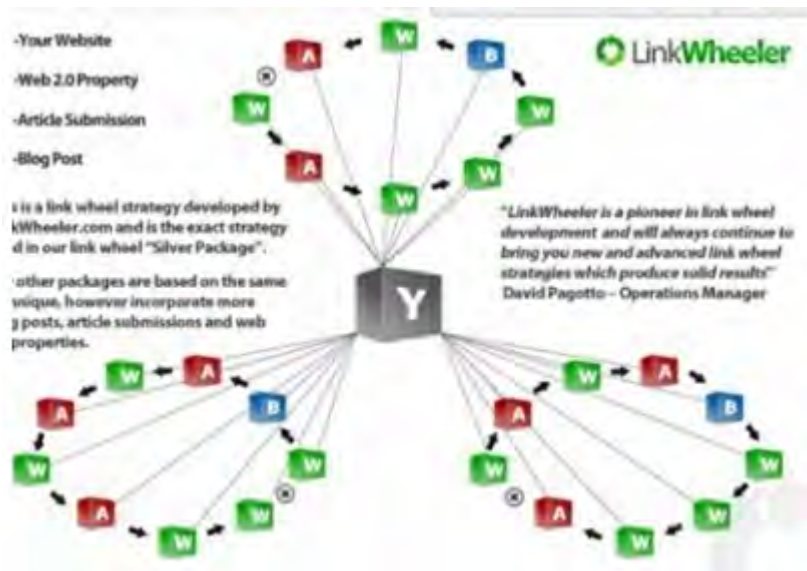 -Your Website
-Web 2.0 Property
-Article Submission
-Blog Post
LinkWheeler
s is a link wheel strategy developed by
kWheeler.com and is the exact strategy
d in our link wheel "Silver Package".
other packages are based on the same
nique, however incorporate more
g posts, article submissions and web
properties.
"LinkWheeler is a pioneer in link wheel
development and will always continue to
bring you new and advanced link wheel
strategies which produce solid results"
David Pagotto – Operations Manager
W
A
B
W
W
A
W
W
Y
A
W
A
B
W
W
A
W
W
W
A
A
B
W
W
W
A
W
W